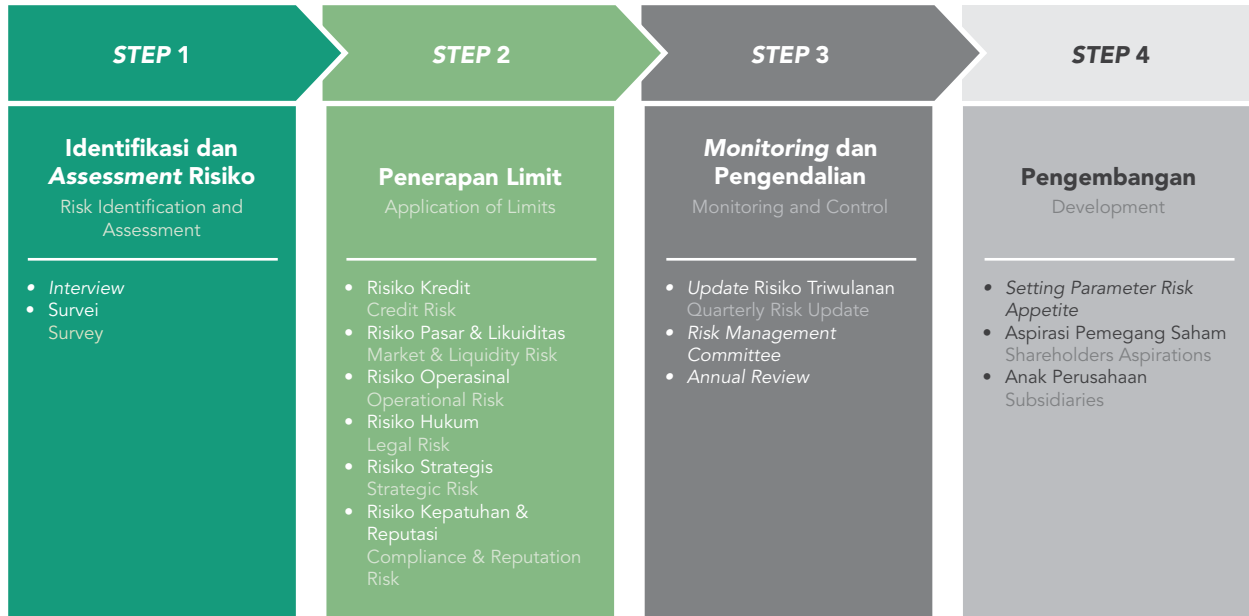 STEP 1
Identifikasi dan
Assessment Risiko
Risk Identification and
Assessment
• Interview
• Survei
Survey
STEP 2
Penerapan Limit
Application of Limits
• Risiko Kredit
Credit Risk
• Risiko Pasar & Likuiditas
Market & Liquidity Risk
• Risiko Operasinal
Operational Risk
• Risiko Hukum
Legal Risk
• Risiko Strategis
Strategic Risk
• Risiko Kepatuhan &
Reputasi
Compliance & Reputation
Risk
STEP 3
Monitoring dan
Pengendalian
Monitoring and Control
• Update Risiko Triwulanan
Quarterly Risk Update
• Risk Management
Committee
• Annual Review
STEP 4
Pengembangan
Development
• Setting Parameter Risk
Appetite
• Aspirasi Pemegang Saham
Shareholders Aspirations
• Anak Perusahaan
Subsidiaries